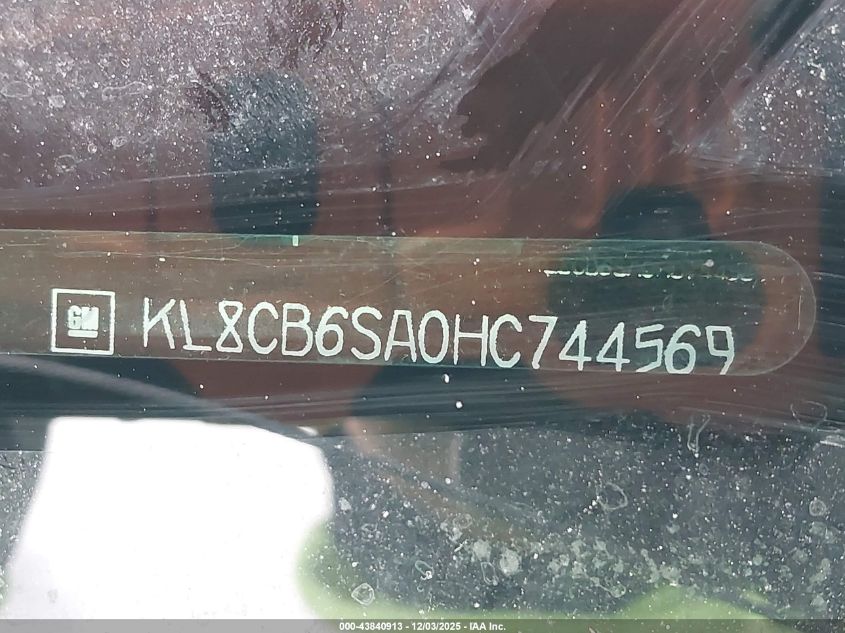 GM KL8CB6SA0HC744569
000-43840913 - 12/03/2025 - IAA Inc.